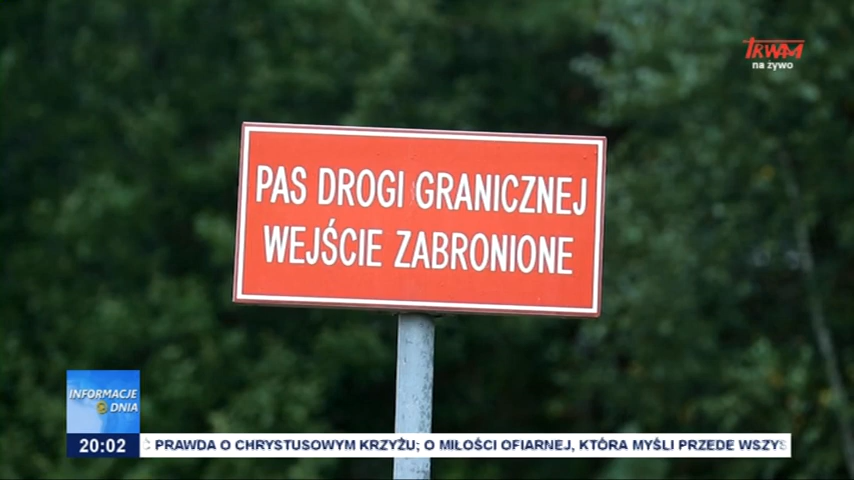 TRWAM
na żywo
PAS DROGI GRANICZNEJ
WEJŚCIE ZABRONIONE
INFORMACJE
DNIA
20:02
PRAWDA O CHRYSTUSOWYM KRZYŻU; O MIŁOŚCI OFIARNEJ, KTÓRA MYŚLI PRZEDE